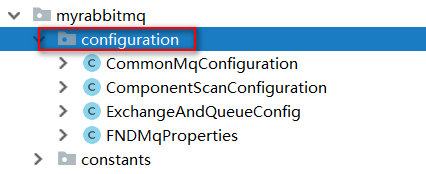 myrabbitmq
configuration
CommonMqConfiguration
ComponentScanConfiguration
ExchangeAndQueueConfig
FNDMqProperties
constants